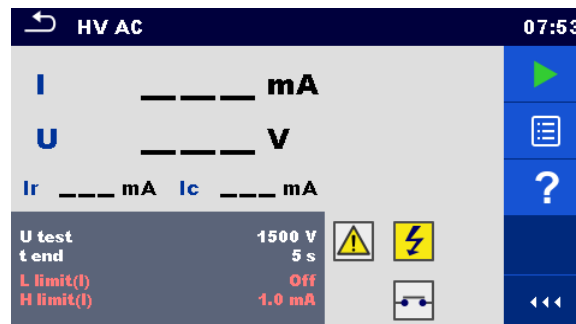 HV AC 07:53
I ___ mA
U ___ V
Ir ___ mA Ic ___ mA
U test 1500 V
t end 5 s
L limit(I) Off
H limit(I) 1.0 mA
?